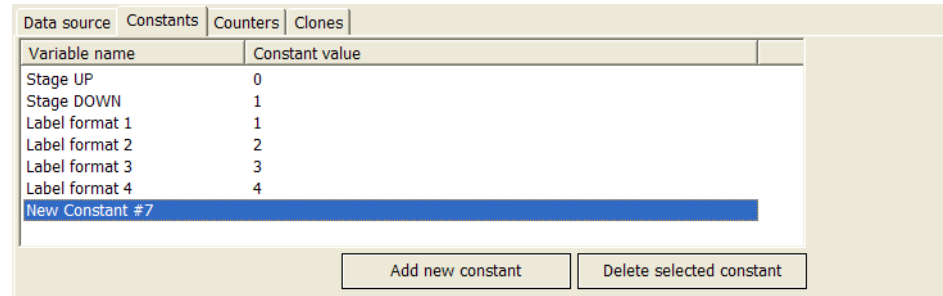 Data source Constants Counters Clones
Variable name Constant value
Stage UP 0
Stage DOWN 1
Label format 1 1
Label format 2 2
Label format 3 3
Label format 4 4
New Constant #7
Add new constant Delete selected constant